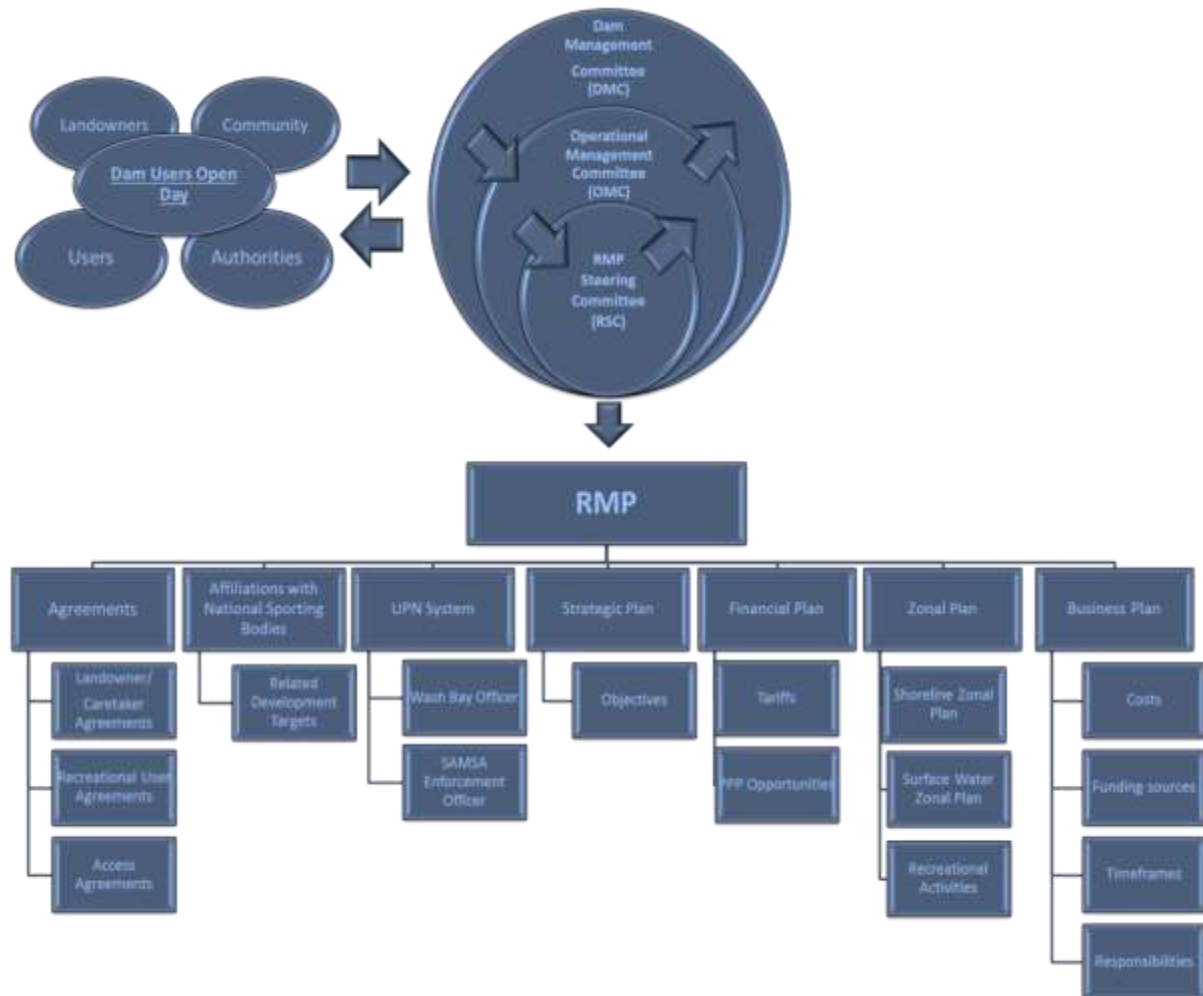 Landowners
Community
Dam Users Open
Day
Users
Authorities
Dam
Management
Committee
(DMC)
Operational
Management
Committee
(OMC)
RMP
Steering
Committee
(RSC)
RMP
Agreements
Landowner/
Caretaker
Agreements
Recreational User
Agreements
Access
Agreements
Affiliations with
National Sporting
Bodies
Related
Development
Targets
UPN System
Wash Bay Officer
SAMSA
Enforcement
Officer
Strategic Plan
Objectives
Financial Plan
Tariffs
PPP Opportunities
Zonal Plan
Shoreline Zonal
Plan
Surface Water
Zonal Plan
Recreational
Activities
Business Plan
Costs
Funding sources
Timeframes
Responsibilities